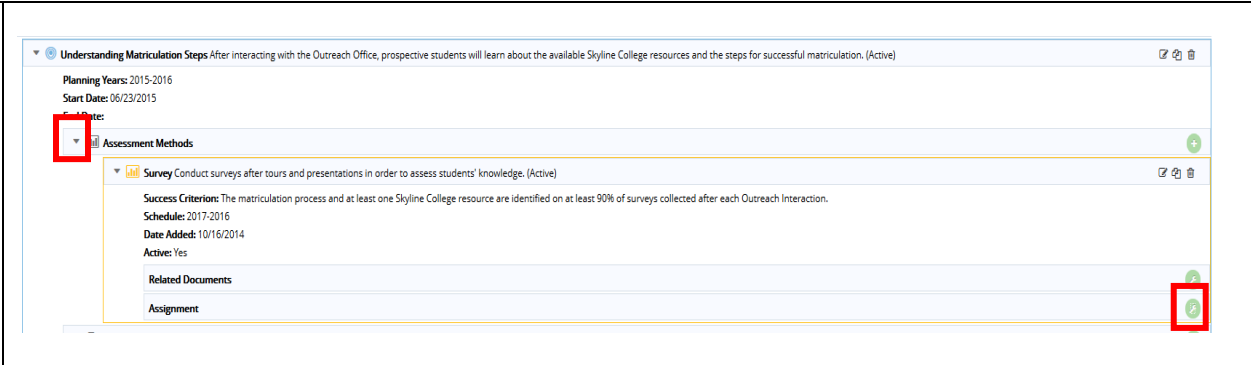 Understanding Matriculation Steps After interacting with the Outreach Office, prospective students will learn about the available Skyline College resources and the steps for successful matriculation. (Active)
Planning Years: 2015-2016
Start Date: 06/23/2015
End Date:
Assessment Methods
Survey Conduct surveys after tours and presentations in order to assess students' knowledge. (Active)
Success Criterion: The matriculation process and at least one Skyline College resource are identified on at least 90% of surveys collected after each Outreach Interaction.
Schedule: 2017-2016
Date Added: 10/16/2014
Active: Yes
Related Documents
Assignment